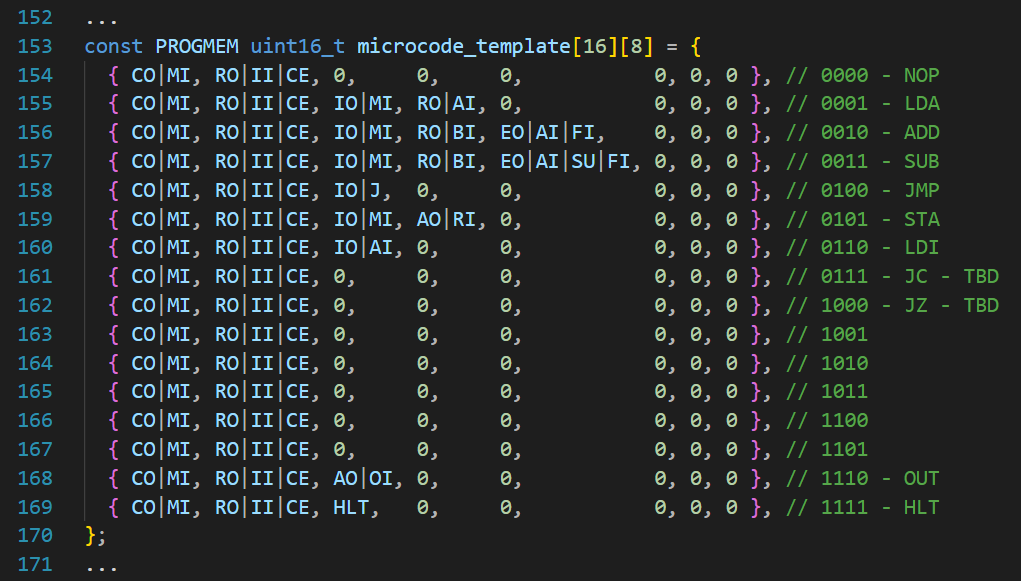 152 ...
153 const PROGMEM uint16_t microcode_template[16][8] = {
154   { CO|MI, RO|II|CE, 0,     0,     0,           0, 0, 0 }, // 0000 - NOP
155   { CO|MI, RO|II|CE, IO|MI, RO|AI, 0,           0, 0, 0 }, // 0001 - LDA
156   { CO|MI, RO|II|CE, IO|MI, RO|BI, EO|AI|FI,    0, 0, 0 }, // 0010 - ADD
157   { CO|MI, RO|II|CE, IO|MI, RO|BI, EO|AI|SU|FI, 0, 0, 0 }, // 0011 - SUB
158   { CO|MI, RO|II|CE, IO|J,  0,     0,           0, 0, 0 }, // 0100 - JMP
159   { CO|MI, RO|II|CE, IO|MI, AO|RI, 0,           0, 0, 0 }, // 0101 - STA
160   { CO|MI, RO|II|CE, IO|AI, 0,     0,           0, 0, 0 }, // 0110 - LDI
161   { CO|MI, RO|II|CE, 0,     0,     0,           0, 0, 0 }, // 0111 - JC - TBD
162   { CO|MI, RO|II|CE, 0,     0,     0,           0, 0, 0 }, // 1000 - JZ - TBD
163   { CO|MI, RO|II|CE, 0,     0,     0,           0, 0, 0 }, // 1001
164   { CO|MI, RO|II|CE, 0,     0,     0,           0, 0, 0 }, // 1010
165   { CO|MI, RO|II|CE, 0,     0,     0,           0, 0, 0 }, // 1011
166   { CO|MI, RO|II|CE, 0,     0,     0,           0, 0, 0 }, // 1100
167   { CO|MI, RO|II|CE, 0,     0,     0,           0, 0, 0 }, // 1101
168   { CO|MI, RO|II|CE, AO|OI, 0,     0,           0, 0, 0 }, // 1110 - OUT
169   { CO|MI, RO|II|CE, HLT,   0,     0,           0, 0, 0 }, // 1111 - HLT
170 };
171 ...